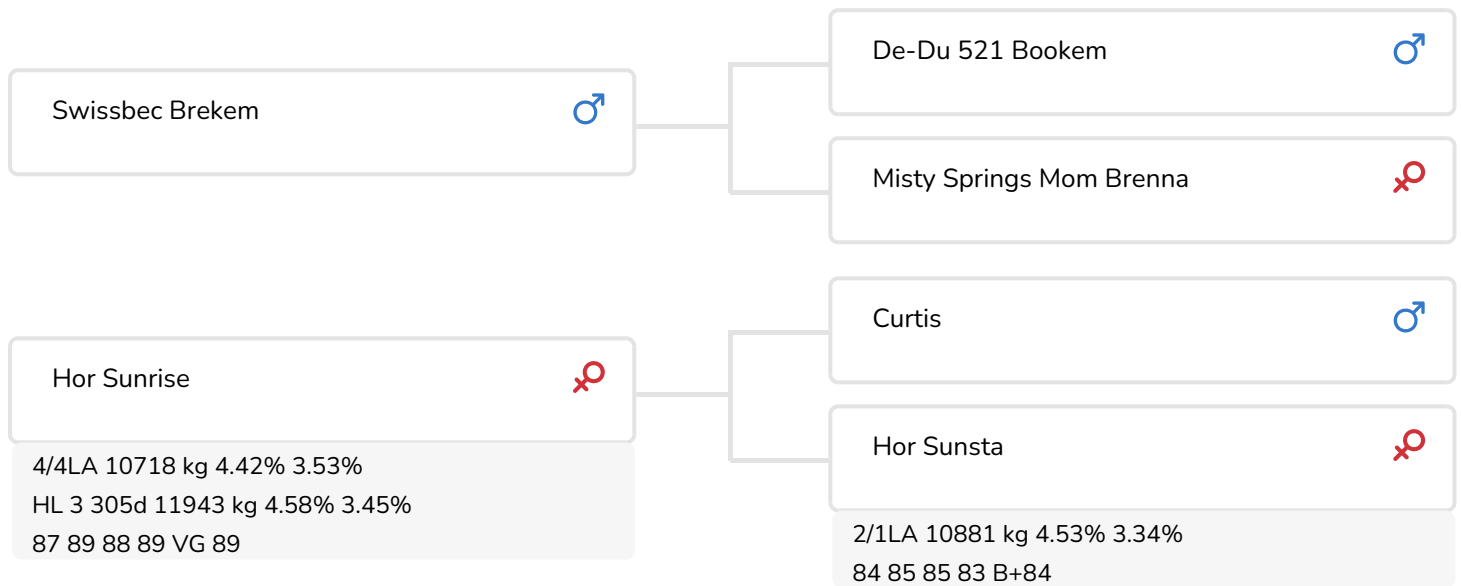 Swissbec Brekem
De-Du 521 Bookem
Misty Springs Mom Brenna
Hor Sunrise
4/4LA 10718 kg 4.42% 3.53%
HL 3 305d 11943 kg 4.58% 3.45%
87 89 88 89 VG 89
Curtis
Hor Sunsta
2/1LA 10881 kg 4.53% 3.34%
84 85 85 83 B+84